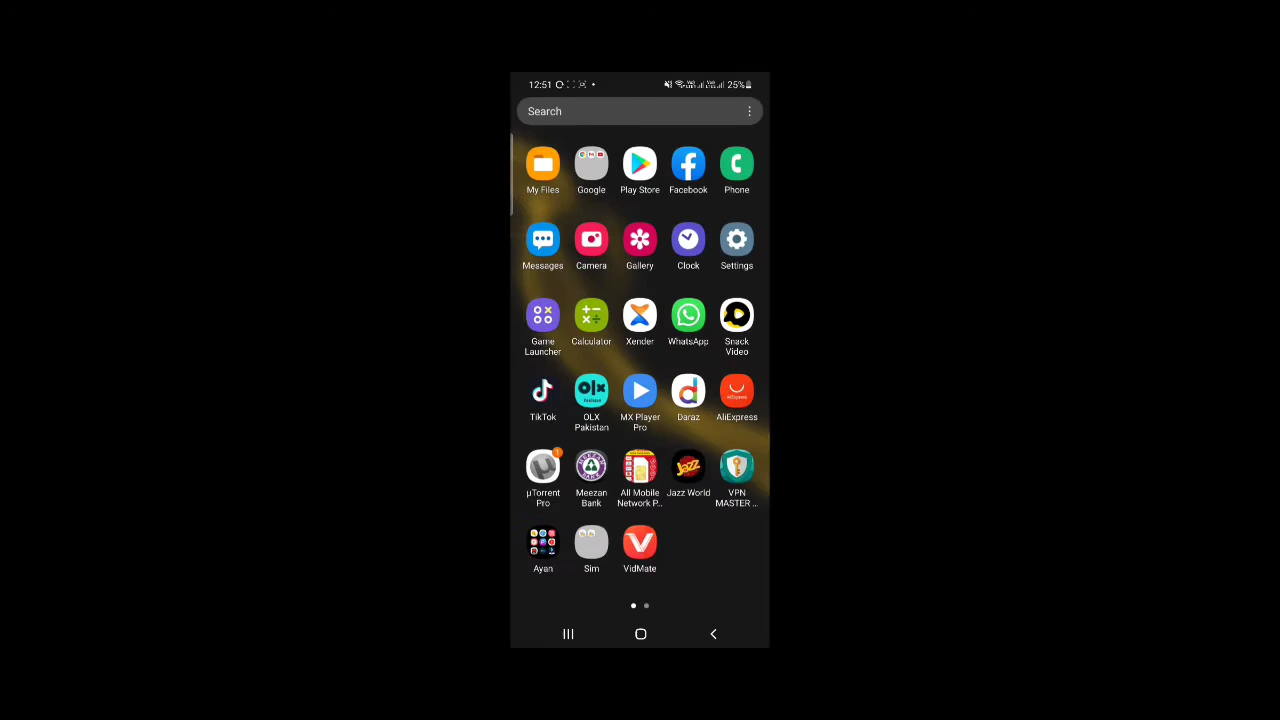 12:51 25%
Search
My Files Google Play Store Facebook Phone
Messages Camera Gallery Clock Settings
Game Calculator Xender WhatsApp Snack
Launcher Video
TikTok OLX MX Player Daraz AliExpress
Pakistan Pro
µTorrent Meezan All Mobile Jazz World VPN
Pro Bank Network P... MASTER ...
Ayan Sim VidMate